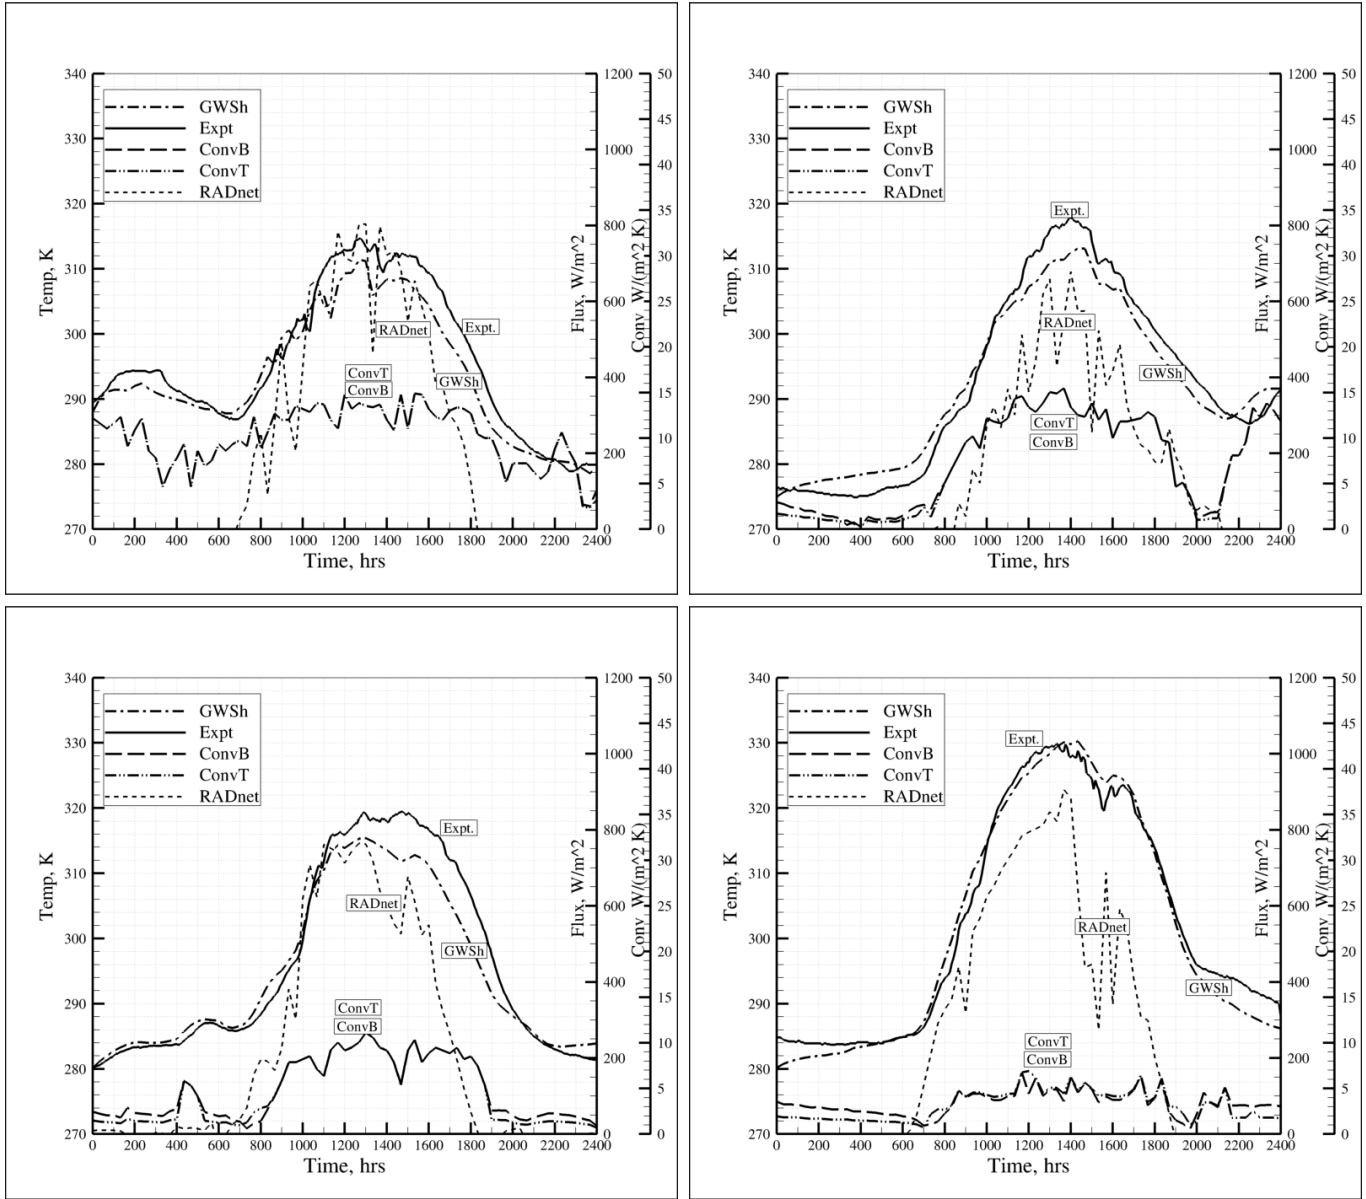 340
330
320
310
300
290
280
270
Temp, K
GWSh
Expt
ConvB
ConvT
RADnet
RADnet
Expt.
ConvT
ConvB
GWSh
0 200 400 600 800 1000 1200 1400 1600 1800 2000 2200 2400
Time, hrs
1200
1000
800
600
400
200
0
Flux, W/m^2
50
45
40
35
30
25
20
15
10
5
0
Conv W/(m^2 K)
340
330
320
310
300
290
280
270
Temp, K
GWSh
Expt
ConvB
ConvT
RADnet
Expt.
RADnet
GWSh
ConvT
ConvB
0 200 400 600 800 1000 1200 1400 1600 1800 2000 2200 2400
Time, hrs
1200
1000
800
600
400
200
0
Flux, W/m^2
50
45
40
35
30
25
20
15
10
5
0
Conv W/(m^2 K)
340
330
320
310
300
290
280
270
Temp, K
GWSh
Expt
ConvB
ConvT
RADnet
Expt.
RADnet
GWSh
ConvT
ConvB
0 200 400 600 800 1000 1200 1400 1600 1800 2000 2200 2400
Time, hrs
1200
1000
800
600
400
200
0
Flux, W/m^2
50
45
40
35
30
25
20
15
10
5
0
Conv W/(m^2 K)
340
330
320
310
300
290
280
270
Temp, K
GWSh
Expt
ConvB
ConvT
RADnet
Expt.
RADnet
GWSh
ConvT
ConvB
0 200 400 600 800 1000 1200 1400 1600 1800 2000 2200 2400
Time, hrs
1200
1000
800
600
400
200
0
Flux, W/m^2
50
45
40
35
30
25
20
15
10
5
0
Conv W/(m^2 K)